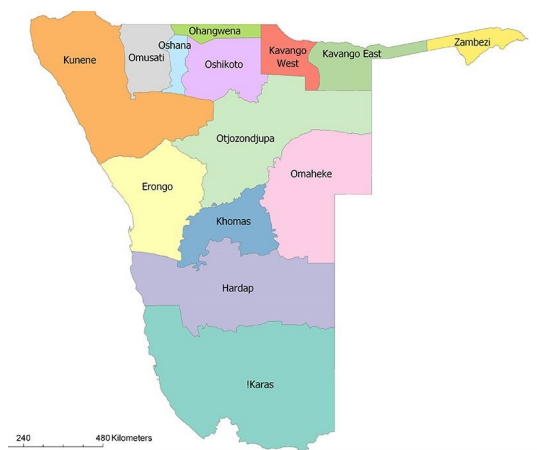 Ohangwena
Kunene
Omusati
Oshana
Oshikoto
Kavango
West
Kavango East
Zambezi
Otjozondjupa
Omaheke
Erongo
Khomas
Hardap
!Karas
240
480 Kilometers